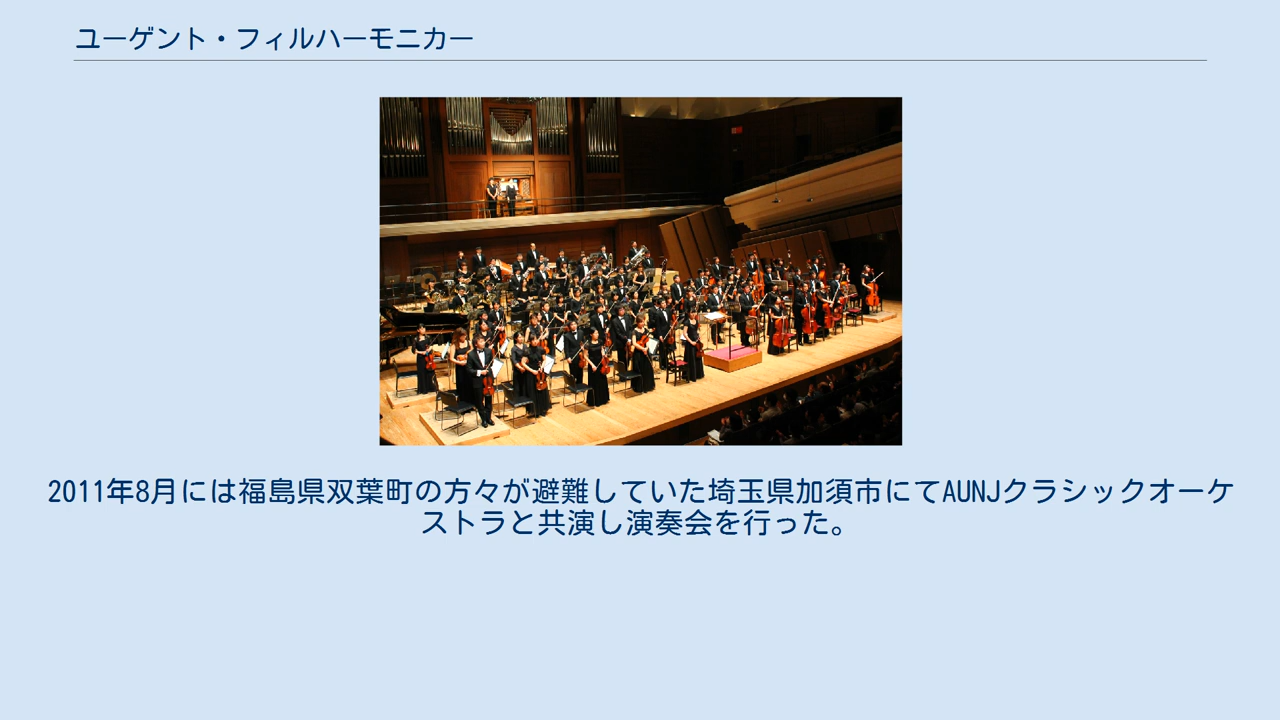 ユーゲント・フィルハーモニカー
2011年8月には福島県双葉町の方々が避難していた埼玉県加須市にてAUNJクラシックオーケ
ストラと共演し演奏会を行った。